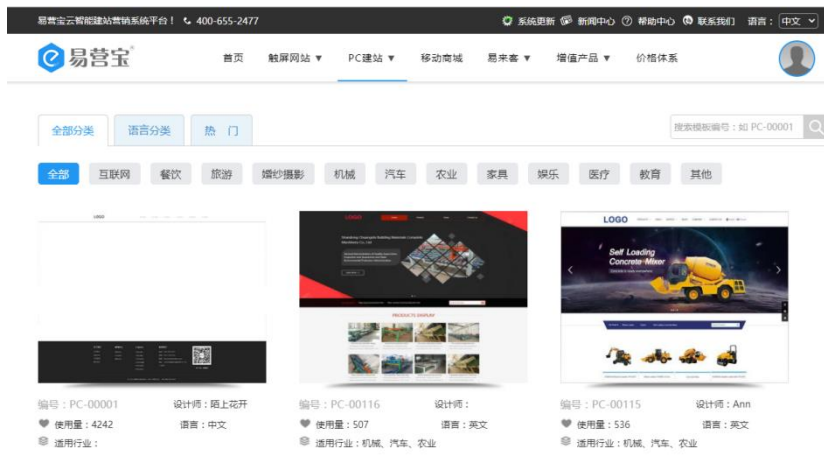 易营宝云智能建站营销系统平台！ 400-655-2477 系统更新 新闻中心 帮助中心 联系我们 语言： 中文
易营宝 首页 触屏网站 ▼ PC建站 ▼ 移动商城 易来客 ▼ 增值产品 ▼ 价格体系
全部分类 语言分类 热 门 搜索模板编号：如 PC-00001
全部 互联网 餐饮 旅游 婚纱摄影 机械 汽车 农业 家具 娱乐 医疗 教育 其他
LOGO
LOGO
PRODUCTS DISPLAY
LOGO
Self Loading
Concrete Mixer
编号：PC-00001 设计师：陌上花开
使用量：4242 语言：中文
适用行业：
编号：PC-00116 设计师：
使用量：507 语言：英文
适用行业：机械、汽车、农业
编号：PC-00115 设计师：Ann
使用量：536 语言：英文
适用行业：机械、汽车、农业